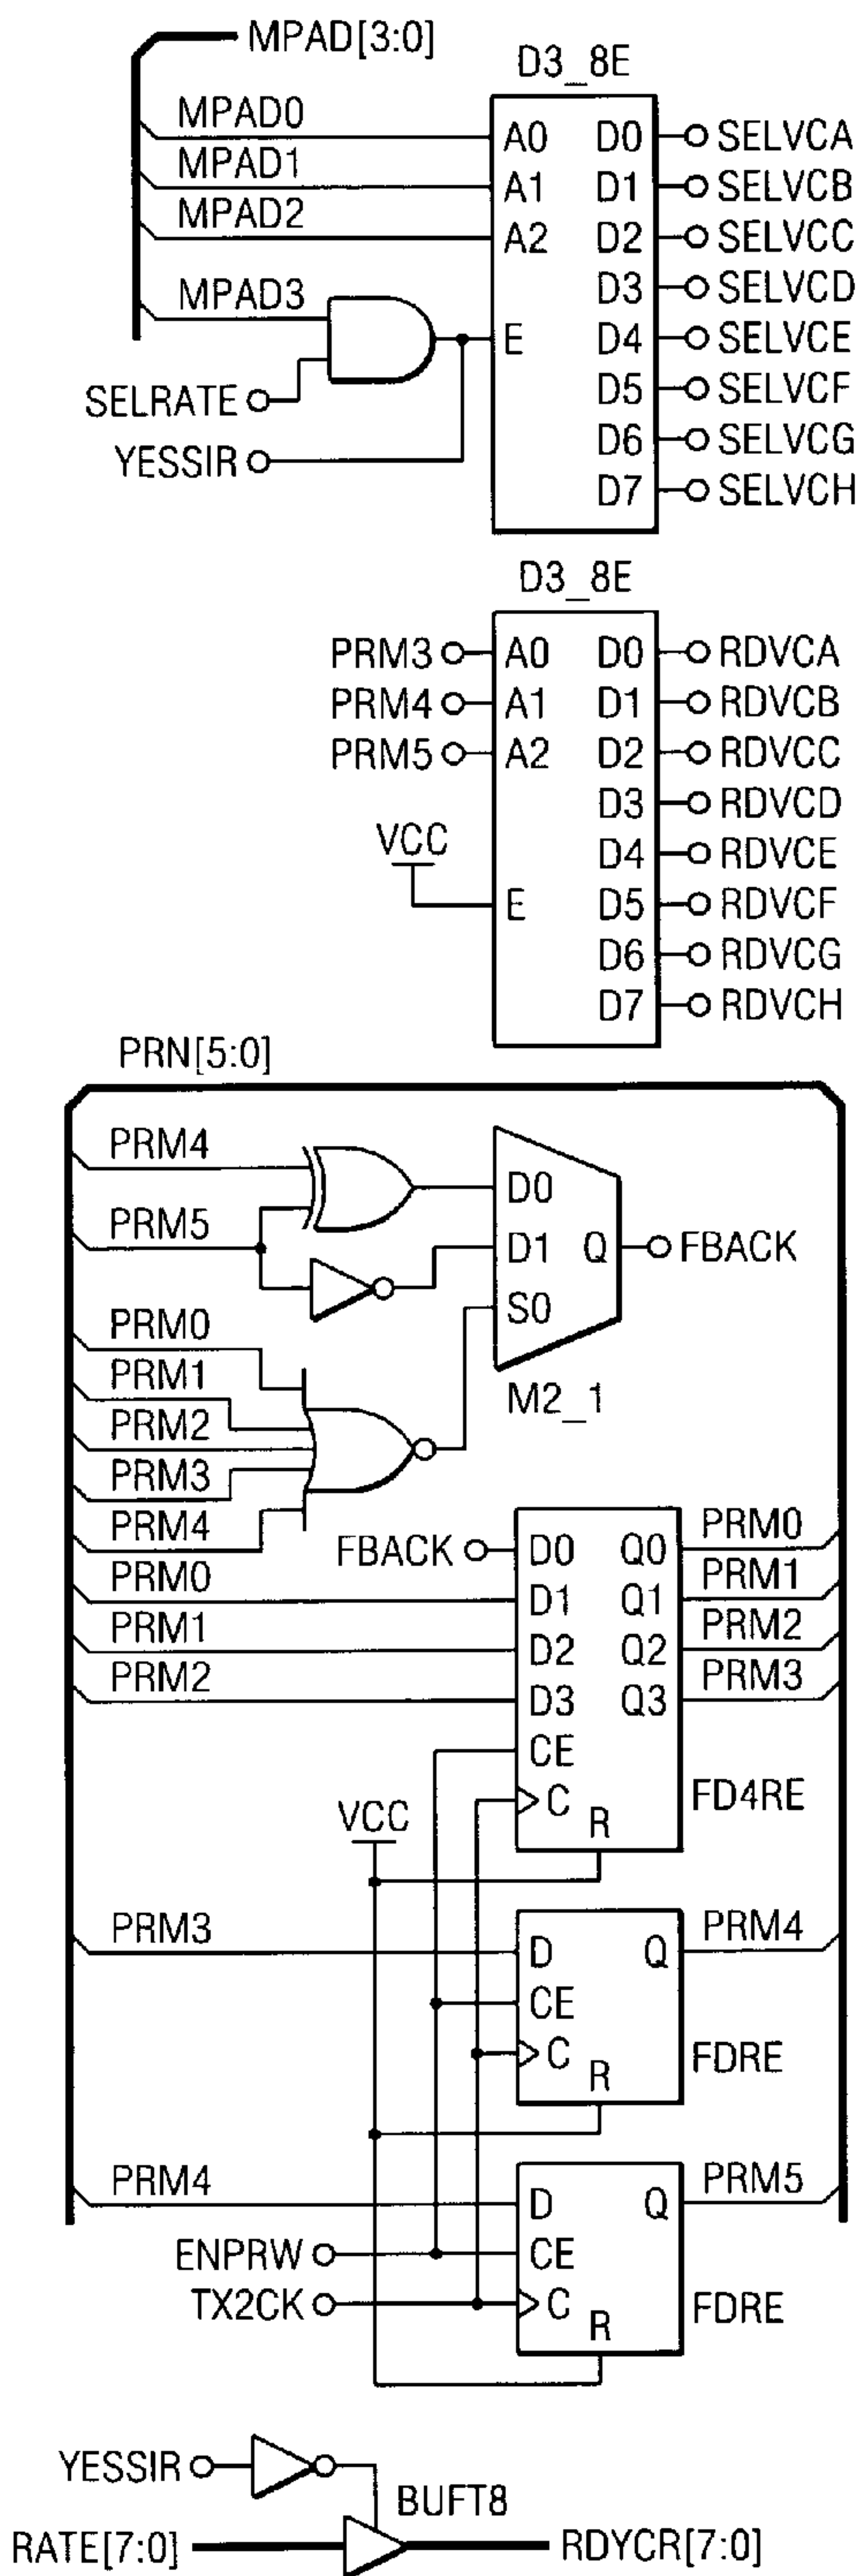 MPAD[3:0]
D3_8E
MPAD0
A0 D0 SELVCA
MPAD1
A1 D1 SELVCB
MPAD2
A2 D2 SELVCC
MPAD3
D3 SELVCD
E D4 SELVCE
SELRATE
D5 SELVCF
YESSIR
D6 SELVCG
D7 SELVCH
D3_8E
PRM3 A0 D0 RDVCA
PRM4 A1 D1 RDVCB
PRM5 A2 D2 RDVCC
D3 RDVCD
VCC
D4 RDVCE
E D5 RDVCF
D6 RDVCG
D7 RDVCH
PRN[5:0]
PRM4
D0
PRM5
D1 Q FBACK
S0
PRM0
PRM1
M2_1
PRM2
PRM3
PRM4
FBACK D0 Q0 PRM0
PRM0
D1 Q1 PRM1
PRM1
D2 Q2 PRM2
PRM2
D3 Q3 PRM3
CE
C
FD4RE
VCC
R
PRM3
D Q PRM4
CE
C
FDRE
R
PRM4
D Q PRM5
ENPRW CE
TX2CK C
FDRE
R
YESSIR
BUFT8
RATE[7:0] RDYCR[7:0]